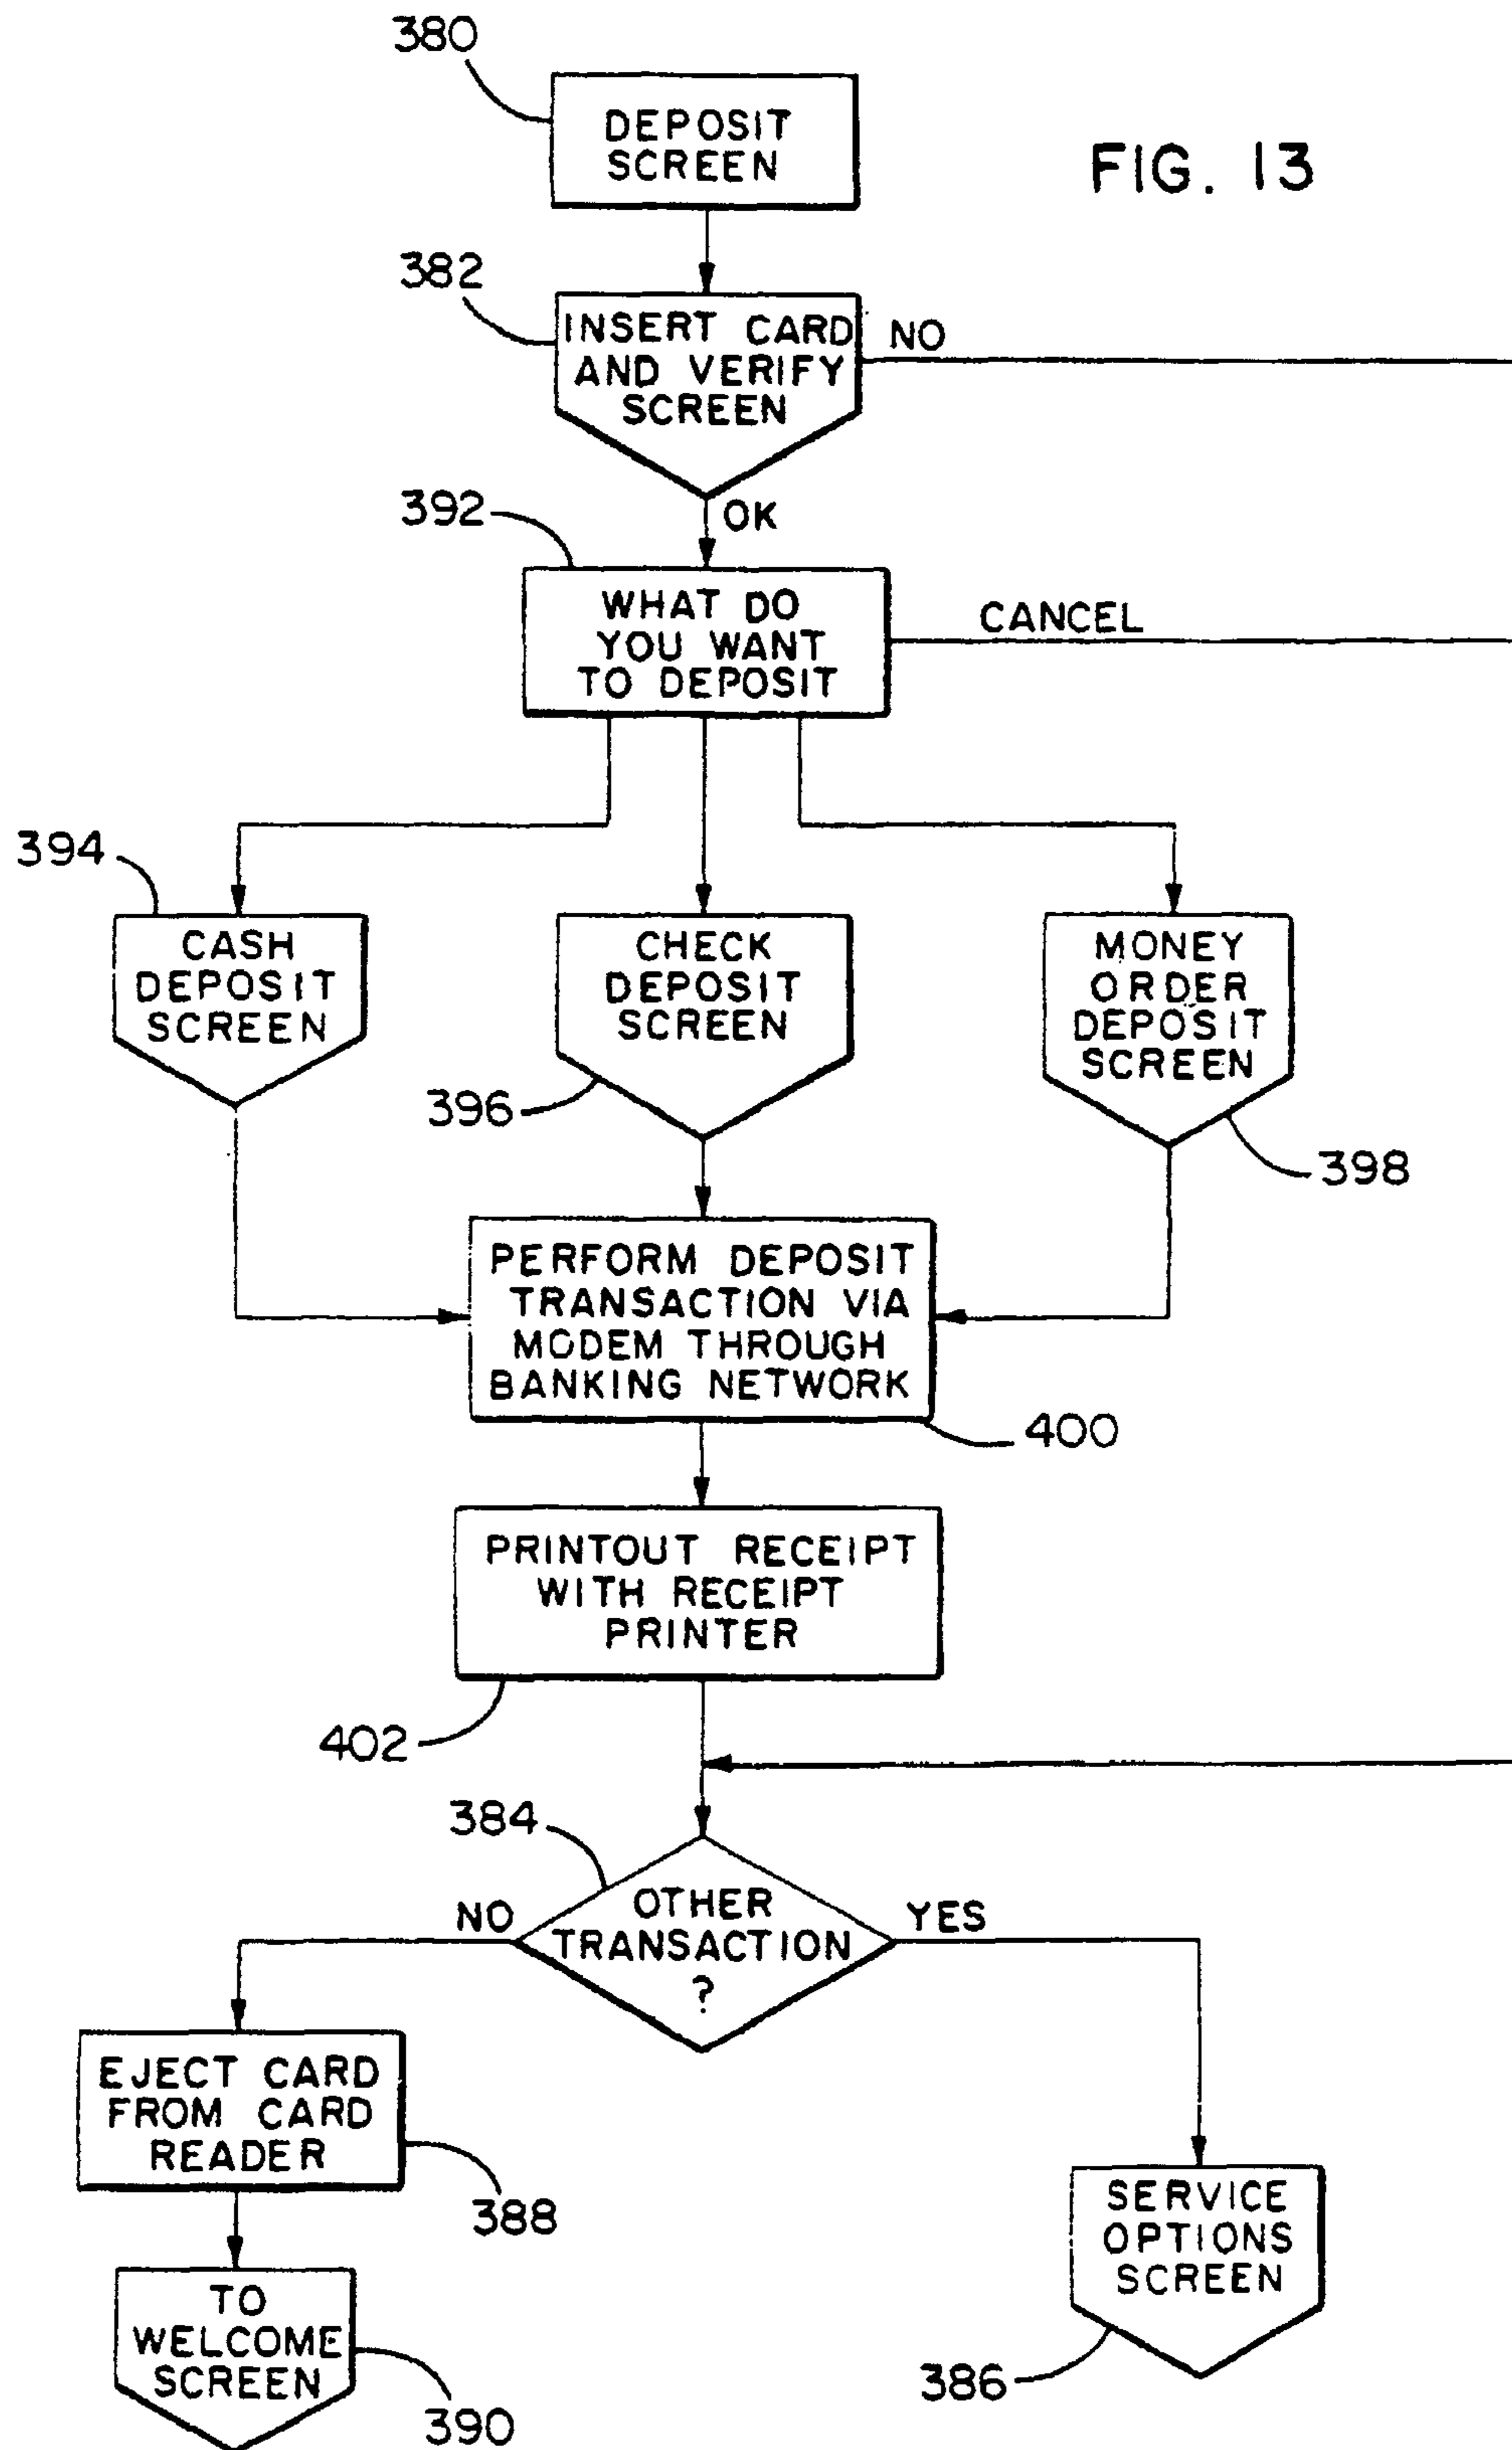 380
DEPOSIT
SCREEN
FIG. 13
382
INSERT CARD
AND VERIFY
SCREEN
NO
OK
392
WHAT DO
YOU WANT
TO DEPOSIT
CANCEL
394
CASH
DEPOSIT
SCREEN
CHECK
DEPOSIT
SCREEN
396
MONEY
ORDER
DEPOSIT
SCREEN
398
PERFORM DEPOSIT
TRANSACTION VIA
MODEM THROUGH
BANKING NETWORK
400
PRINTOUT RECEIPT
WITH RECEIPT
PRINTER
402
384
OTHER
TRANSACTION
?
NO
YES
EJECT CARD
FROM CARD
READER
388
TO
WELCOME
SCREEN
390
SERVICE
OPTIONS
SCREEN
386